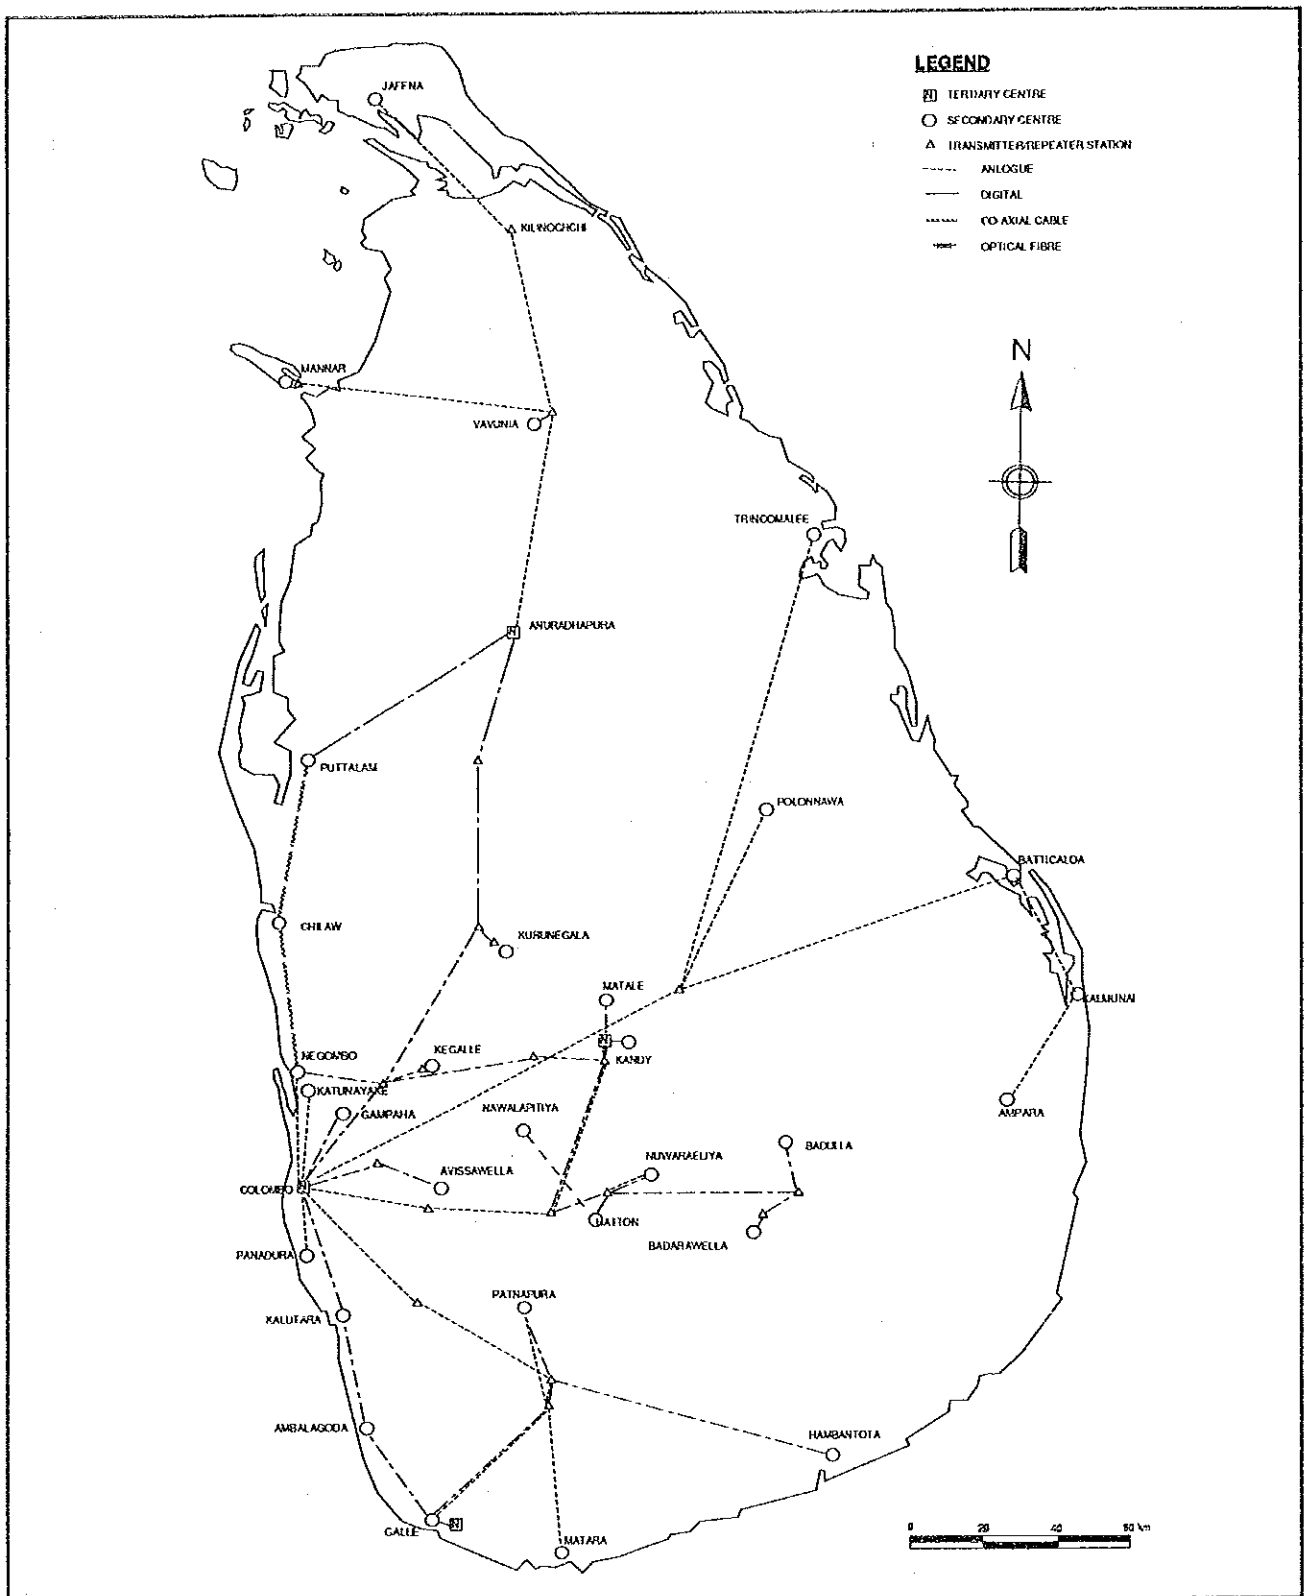 LEGEND
N TERTIARY CENTRE
SECONDARY CENTRE
TRANSMITTER/REPEATER STATION
ANLOGUE
DIGITAL
CO AXIAL CABLE
OPTICAL FIBRE
JAFFNA
KILINOCHCHI
N
MANNAR
VAVUNIA
TRINCOMALEE
N ANURADHAPURA
PUTTALAM
POLONNAWA
BATTICALOA
CHILAW
KURUNEGALA
MATALE
KALMUNAI
N
NEGOMBO
KEGALLE
KANDY
KATUNAYAKE
GAMPAHA
NAWALAPITIYA
AMPARA
NUWARAELIYA
BADULLA
AVISSAWELLA
COLOMBO N
HATTON
BADARAWELLA
PANADURA
PATNAPURA
KALUTARA
AMBALAGODA
HAMBANTOTA
GALLE N
MATARA
0 20 40 60 km